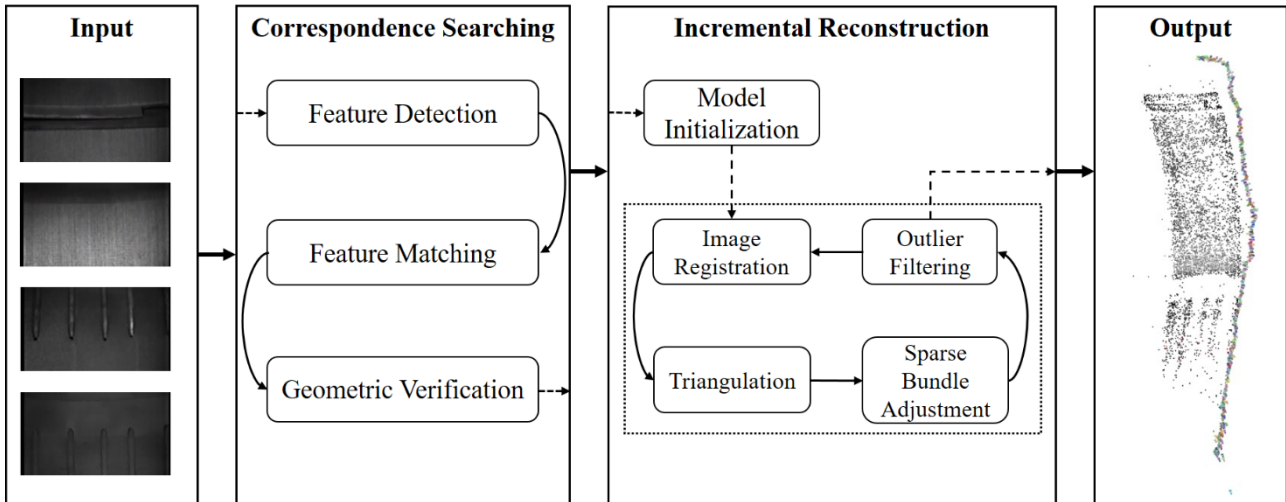 Input
Correspondence Searching
Incremental Reconstruction
Output
Feature Detection
Feature Matching
Geometric Verification
Model
Initialization
Image
Registration
Outlier
Filtering
Triangulation
Sparse
Bundle
Adjustment